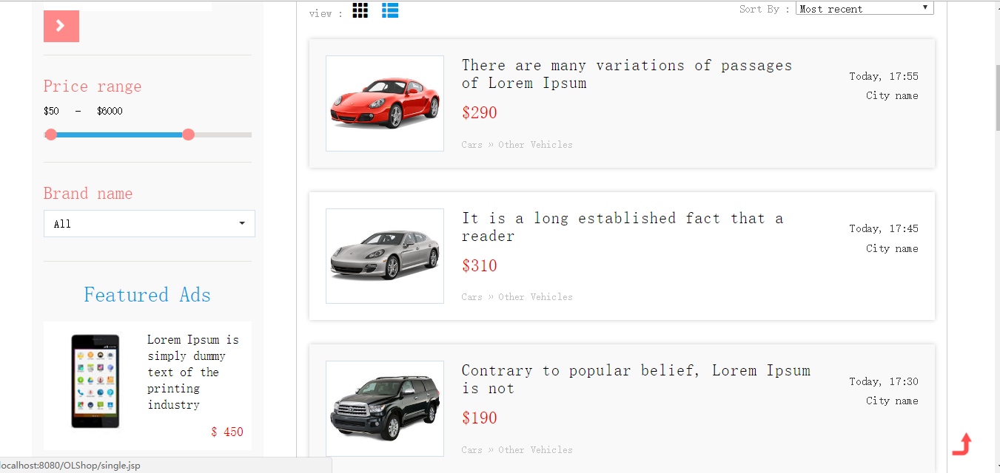 view :
Sort By :
Most recent
Price range
$50 – $6000
Brand name
All
Featured Ads
Lorem Ipsum is
simply dummy
text of the
printing
industry
$ 450
There are many variations of passages
of Lorem Ipsum
$290
Cars » Other Vehicles
Today, 17:55
City name
It is a long established fact that a
reader
$310
Cars » Other Vehicles
Today, 17:45
City name
Contrary to popular belief, Lorem Ipsum
is not
$190
Cars » Other Vehicles
Today, 17:30
City name
localhost:8080/OLShop/single.jsp